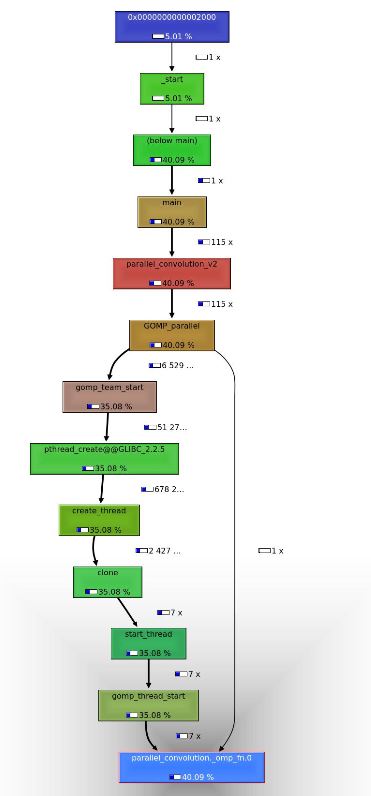 0x0000000000002000
5.01 %
1 x
_start
5.01 %
1 x
(below main)
40.09 %
1 x
main
40.09 %
115 x
parallel_convolution_v2
40.09 %
115 x
GOMP_parallel
40.09 %
6 529 ...
gomp_team_start
35.08 %
51 27...
pthread_create@@GLIBC_2.2.5
35.08 %
678 2...
create_thread
35.08 %
2 427 ...
1 x
clone
35.08 %
7 x
start_thread
35.08 %
7 x
gomp_thread_start
35.08 %
7 x
parallel_convolution._omp_fn.0
40.09 %